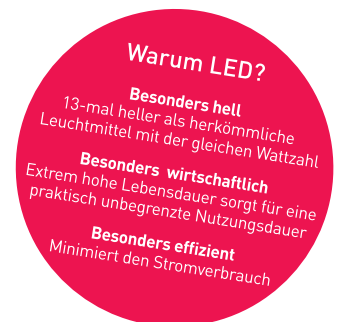 Warum LED?
Besonders hell
13-mal heller als herkömmliche
Leuchtmittel mit der gleichen Wattzahl
Besonders wirtschaftlich
Extrem hohe Lebensdauer sorgt für eine
praktisch unbegrenzte Nutzungsdauer
Besonders effizient
Minimiert den Stromverbrauch